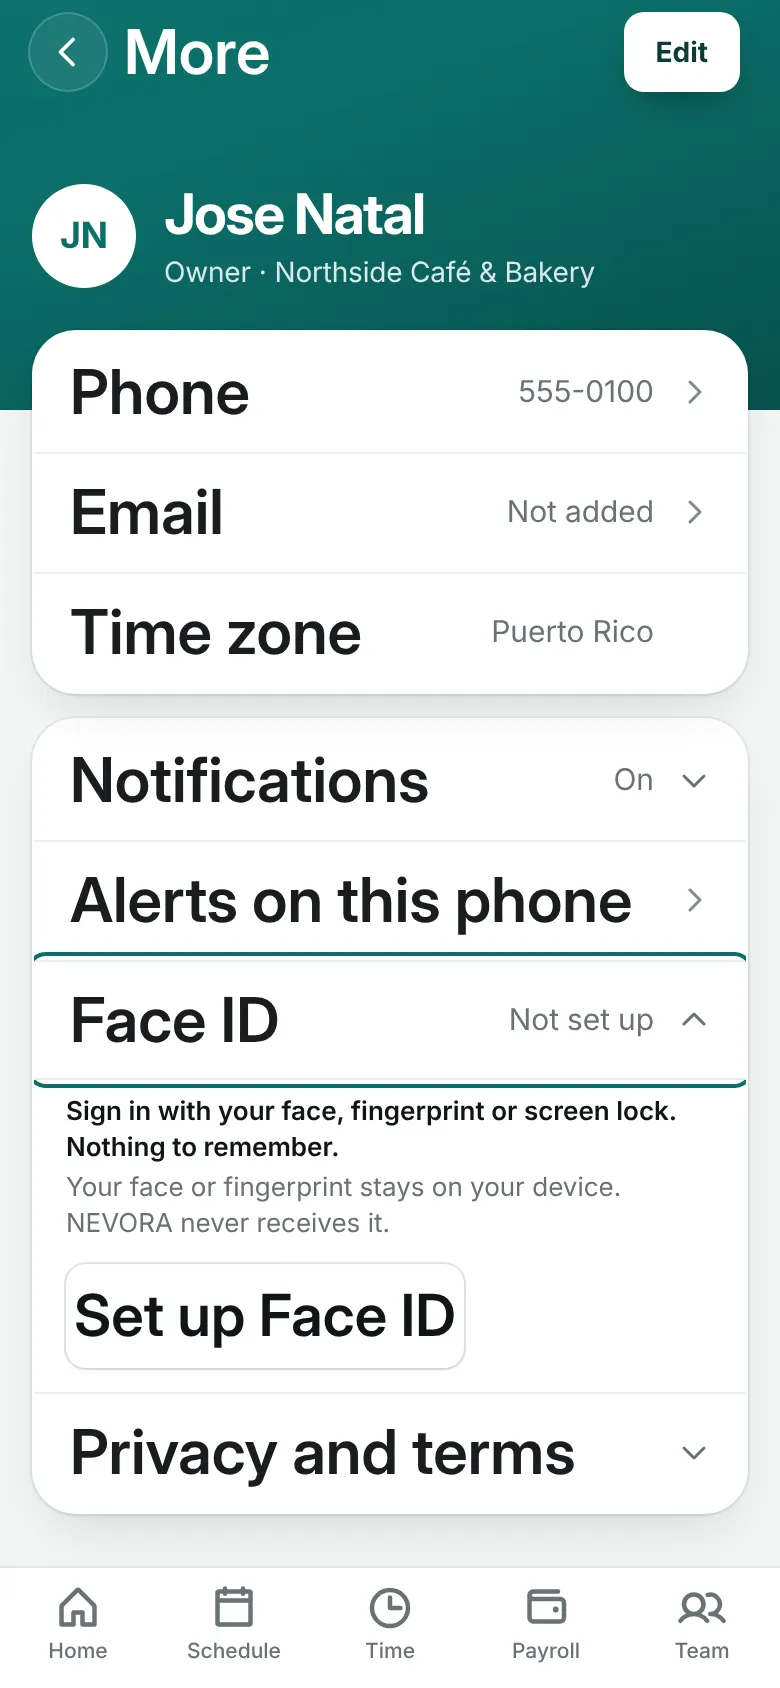 More
Edit
JN
Jose Natal
Owner · Northside Café & Bakery
Phone
555-0100
Email
Not added
Time zone
Puerto Rico
Notifications
On
Alerts on this phone
Face ID
Not set up
Sign in with your face, fingerprint or screen lock.
Nothing to remember.
Your face or fingerprint stays on your device.
NEVORA never receives it.
Set up Face ID
Privacy and terms
Home
Schedule
Time
Payroll
Team